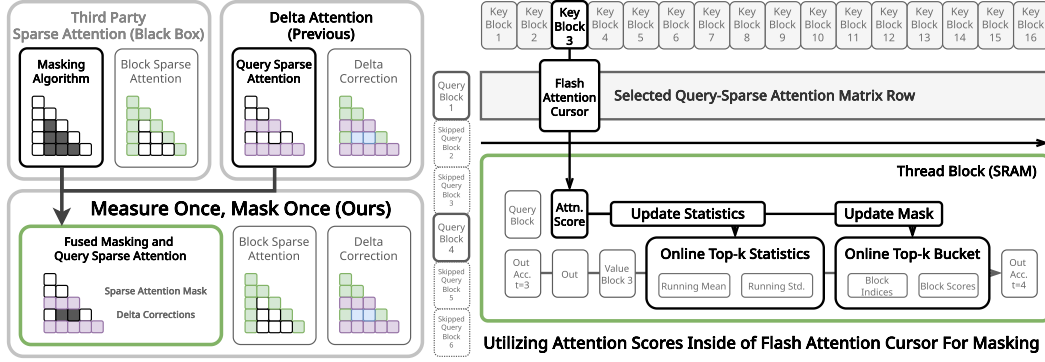 Third Party
Sparse Attention (Black Box)
Masking
Algorithm
Block Sparse
Attention
Delta Attention
(Previous)
Query Sparse
Attention
Delta
Correction
Measure Once, Mask Once (Ours)
Fused Masking and
Query Sparse Attention
Sparse Attention Mask
Delta Corrections
Block Sparse
Attention
Delta
Correction
Key
Block
1
Key
Block
2
Key
Block
3
Key
Block
4
Key
Block
5
Key
Block
6
Key
Block
7
Key
Block
8
Key
Block
9
Key
Block
10
Key
Block
11
Key
Block
12
Key
Block
13
Key
Block
14
Key
Block
15
Key
Block
16
Query
Block
1
Skipped
Query
Block
2
Skipped
Query
Block
3
Query
Block
4
Skipped
Query
Block
5
Skipped
Query
Block
6
Flash
Attention
Cursor
Selected Query-Sparse Attention Matrix Row
Thread Block (SRAM)
Query
Block
Attn.
Score
Update Statistics
Update Mask
Out
Acc.
t=3
Out
Value
Block 3
Online Top-k Statistics
Running Mean
Running Std.
Online Top-k Bucket
Block
Indices
Block Scores
Out
Acc.
t=4
Utilizing Attention Scores Inside of Flash Attention Cursor For Masking